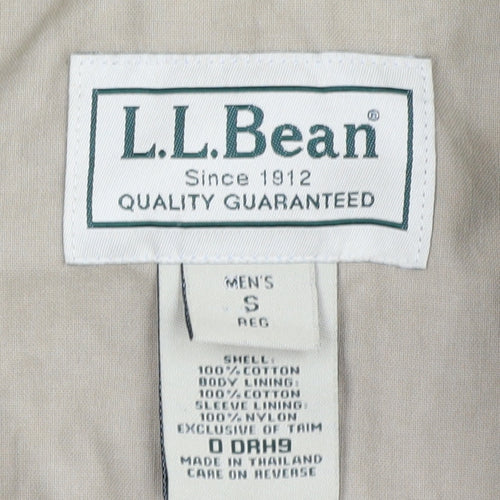 L.L.Bean®
Since 1912
QUALITY GUARANTEED
MEN'S
S
REG
SHELL:
100% COTTON
BODY LINING:
100% COTTON
SLEEVE LINING:
100% NYLON
EXCLUSIVE OF TRIM
0 DRH9
MADE IN THAILAND
CARE ON REVERSE